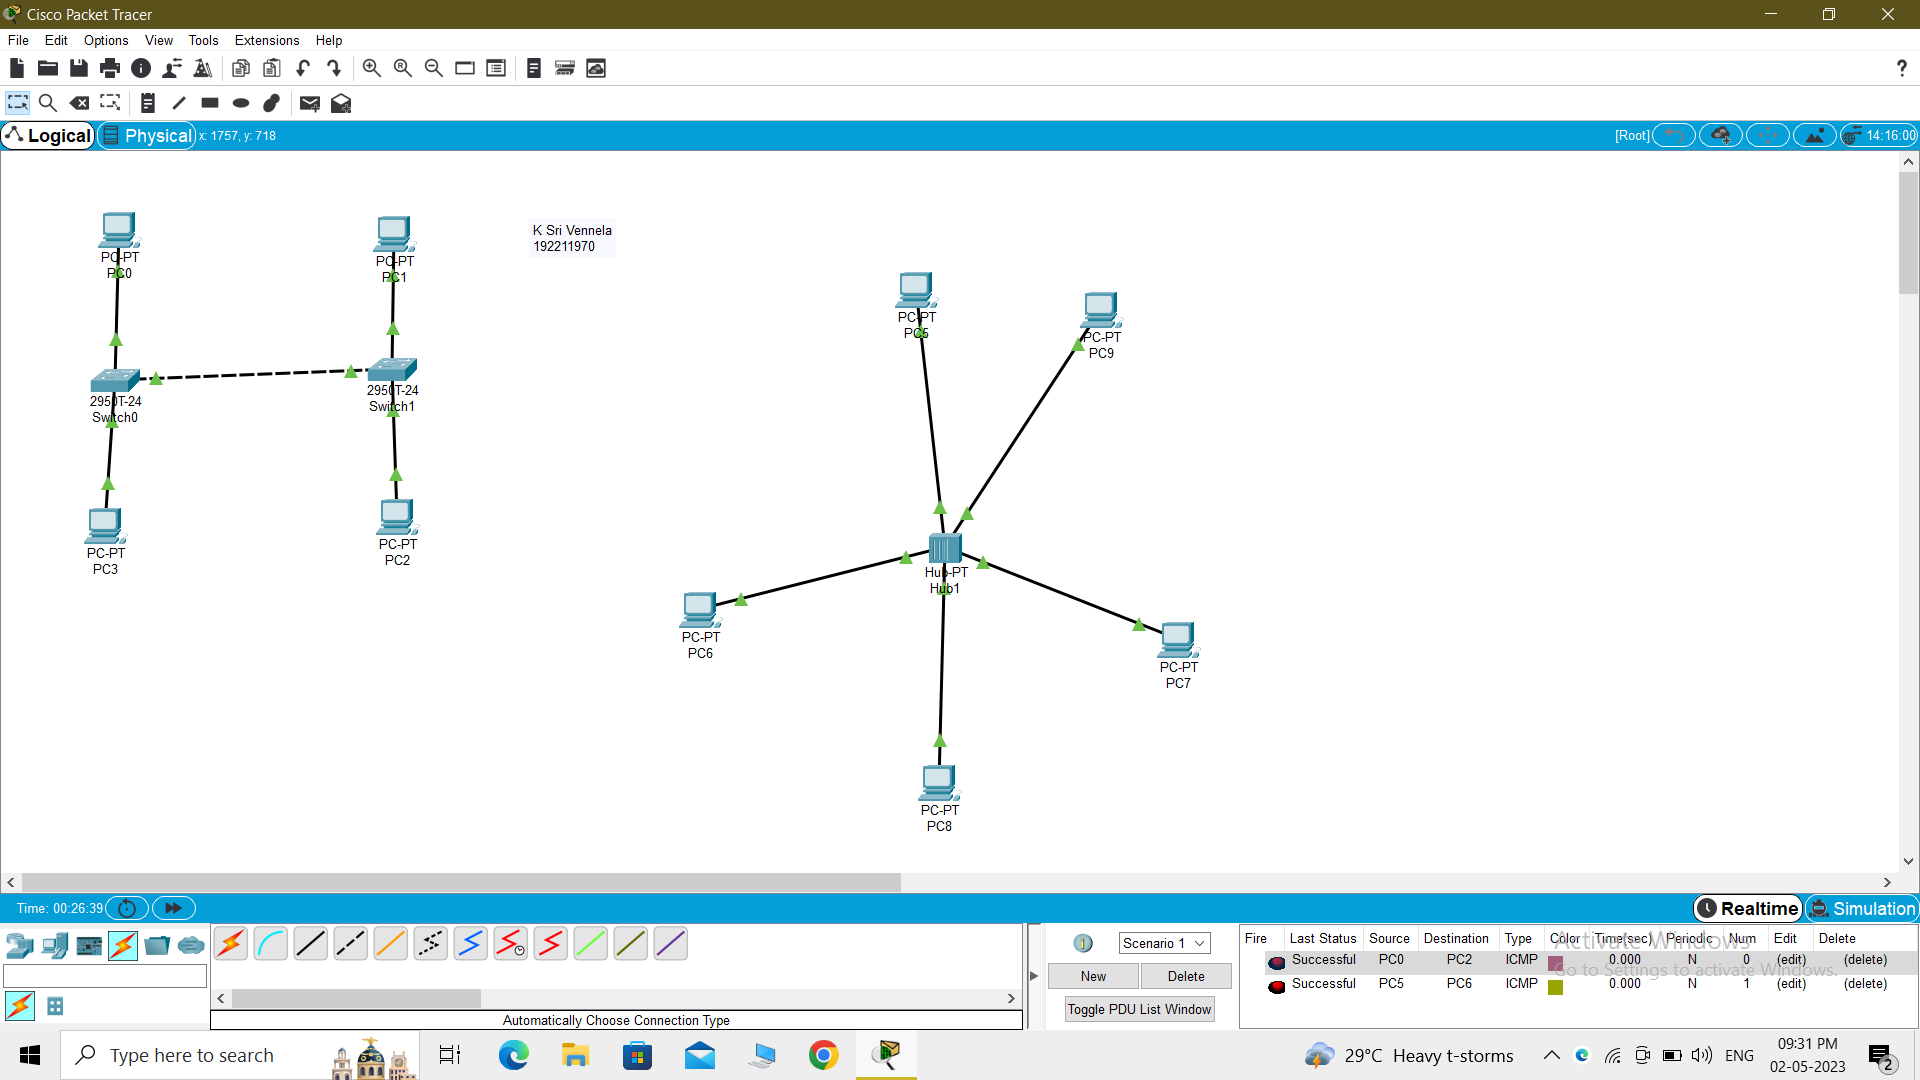 Cisco Packet Tracer
File Edit Options View Tools Extensions Help
?
Logical Physical x: 1757, y: 718 [Root] 14:16:00
PC-PT
PC0
PC-PT
PC1
K Sri Vennela
192211970
2950T-24
Switch0
2950T-24
Switch1
PC-PT
PC3
PC-PT
PC2
PC-PT
PC5
PC-PT
PC9
Hub-PT
Hub1
PC-PT
PC6
PC-PT
PC7
PC-PT
PC8
Time: 00:26:39
Realtime Simulation
Automatically Choose Connection Type
Scenario 1
New Delete
Toggle PDU List Window
Fire Last Status Source Destination Type Color Time(sec) Periodic Num Edit Delete
Successful PC0 PC2 ICMP 0.000 N 0 (edit) (delete)
Successful PC5 PC6 ICMP 0.000 N 1 (edit) (delete)
Activate Windows
Go to Settings to activate Windows.
Type here to search
29°C Heavy t-storms
ENG
09:31 PM
02-05-2023
2